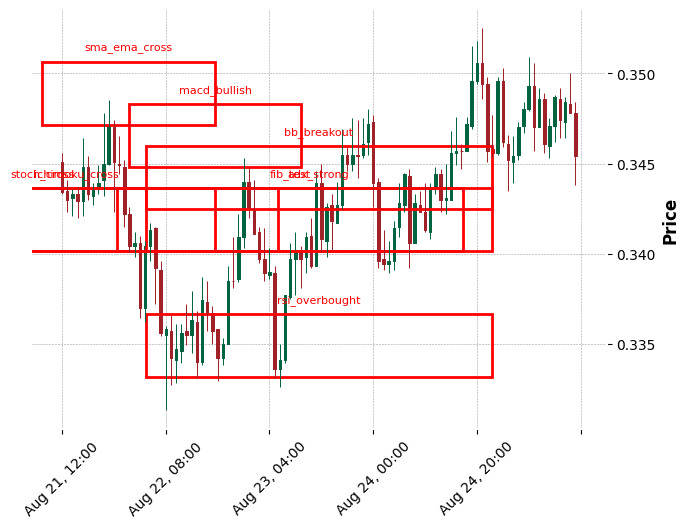 sma_ema_cross
macd_bullish
bb_breakout
stoch_cross
ichimoku_cross
fib_test
adx_strong
rsi_overbought
0.350
0.345
0.340
0.335
Price
Aug 21, 12:00
Aug 22, 08:00
Aug 23, 04:00
Aug 24, 00:00
Aug 24, 20:00